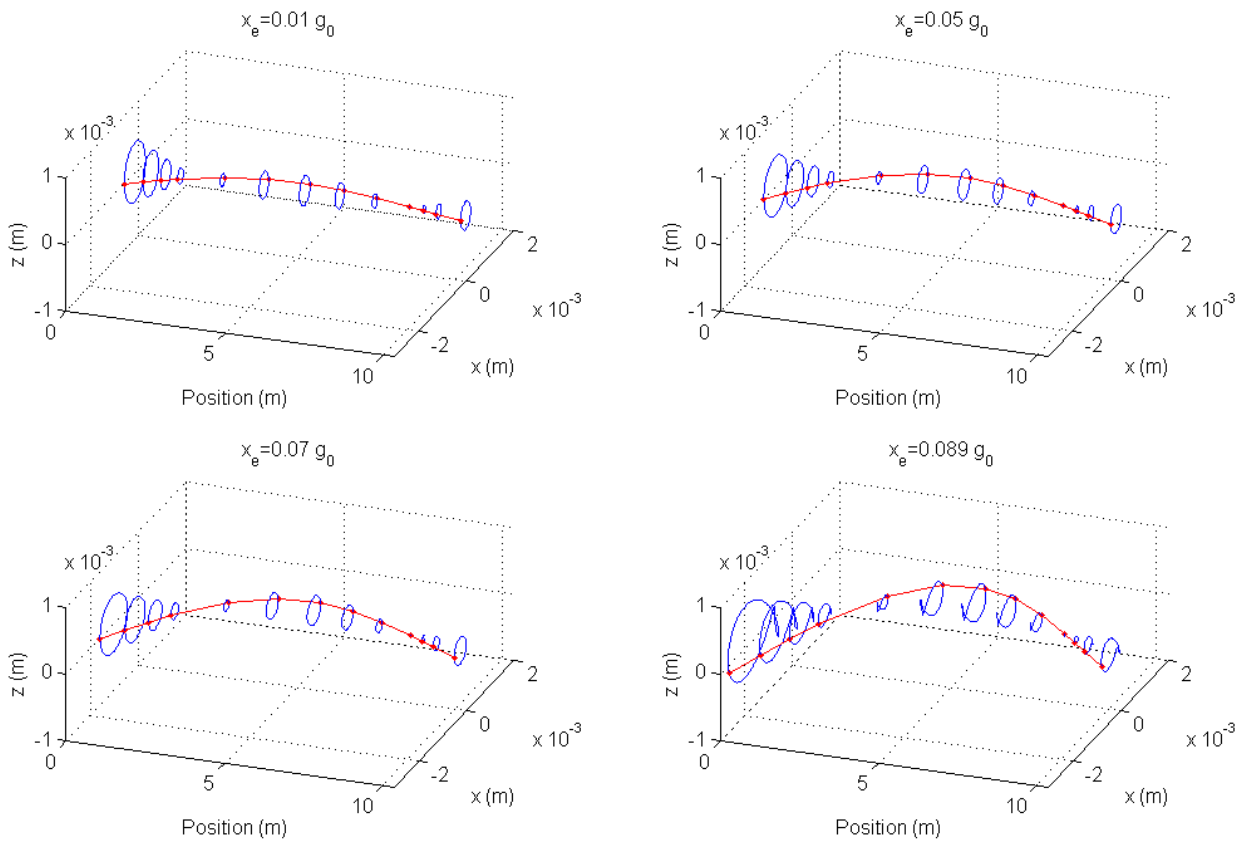 x_e=0.01 g_0
x 10^-3
1
0
-1
z (m)
0
5
10
Position (m)
2
0
-2
x 10^-3
x (m)
x_e=0.05 g_0
x 10^-3
1
0
-1
z (m)
0
5
10
Position (m)
2
0
-2
x 10^-3
x (m)
x_e=0.07 g_0
x 10^-3
1
0
-1
z (m)
0
5
10
Position (m)
2
0
-2
x 10^-3
x (m)
x_e=0.089 g_0
x 10^-3
1
0
-1
z (m)
0
5
10
Position (m)
2
0
-2
x 10^-3
x (m)